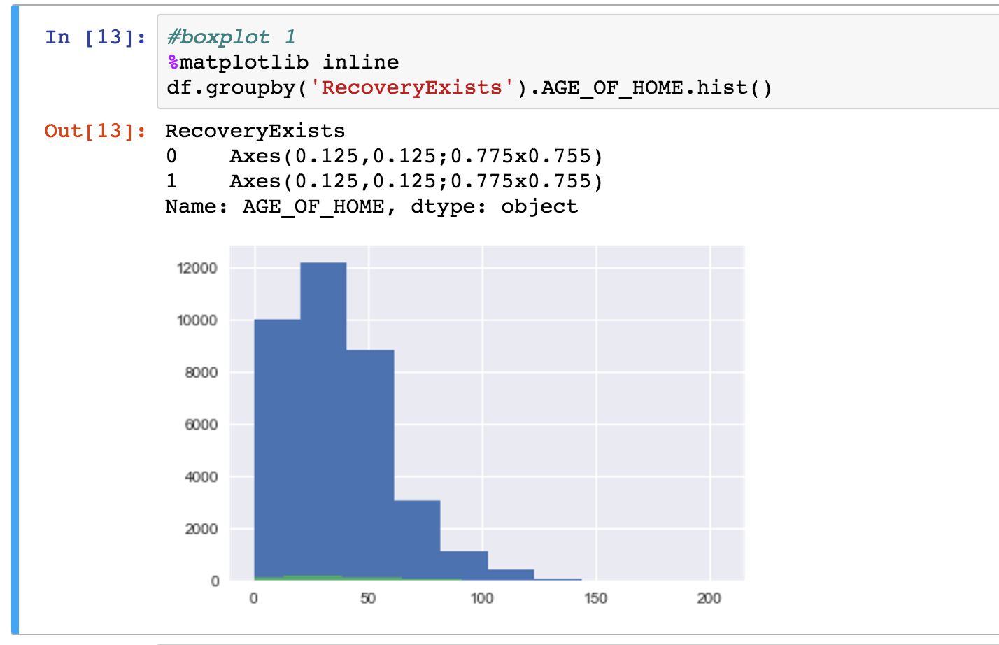 In [13]: #boxplot 1
%matplotlib inline
df.groupby('RecoveryExists').AGE_OF_HOME.hist()
Out[13]: RecoveryExists
0    Axes(0.125,0.125;0.775x0.755)
1    Axes(0.125,0.125;0.775x0.755)
Name: AGE_OF_HOME, dtype: object
12000
10000
8000
6000
4000
2000
0
0 50 100 150 200